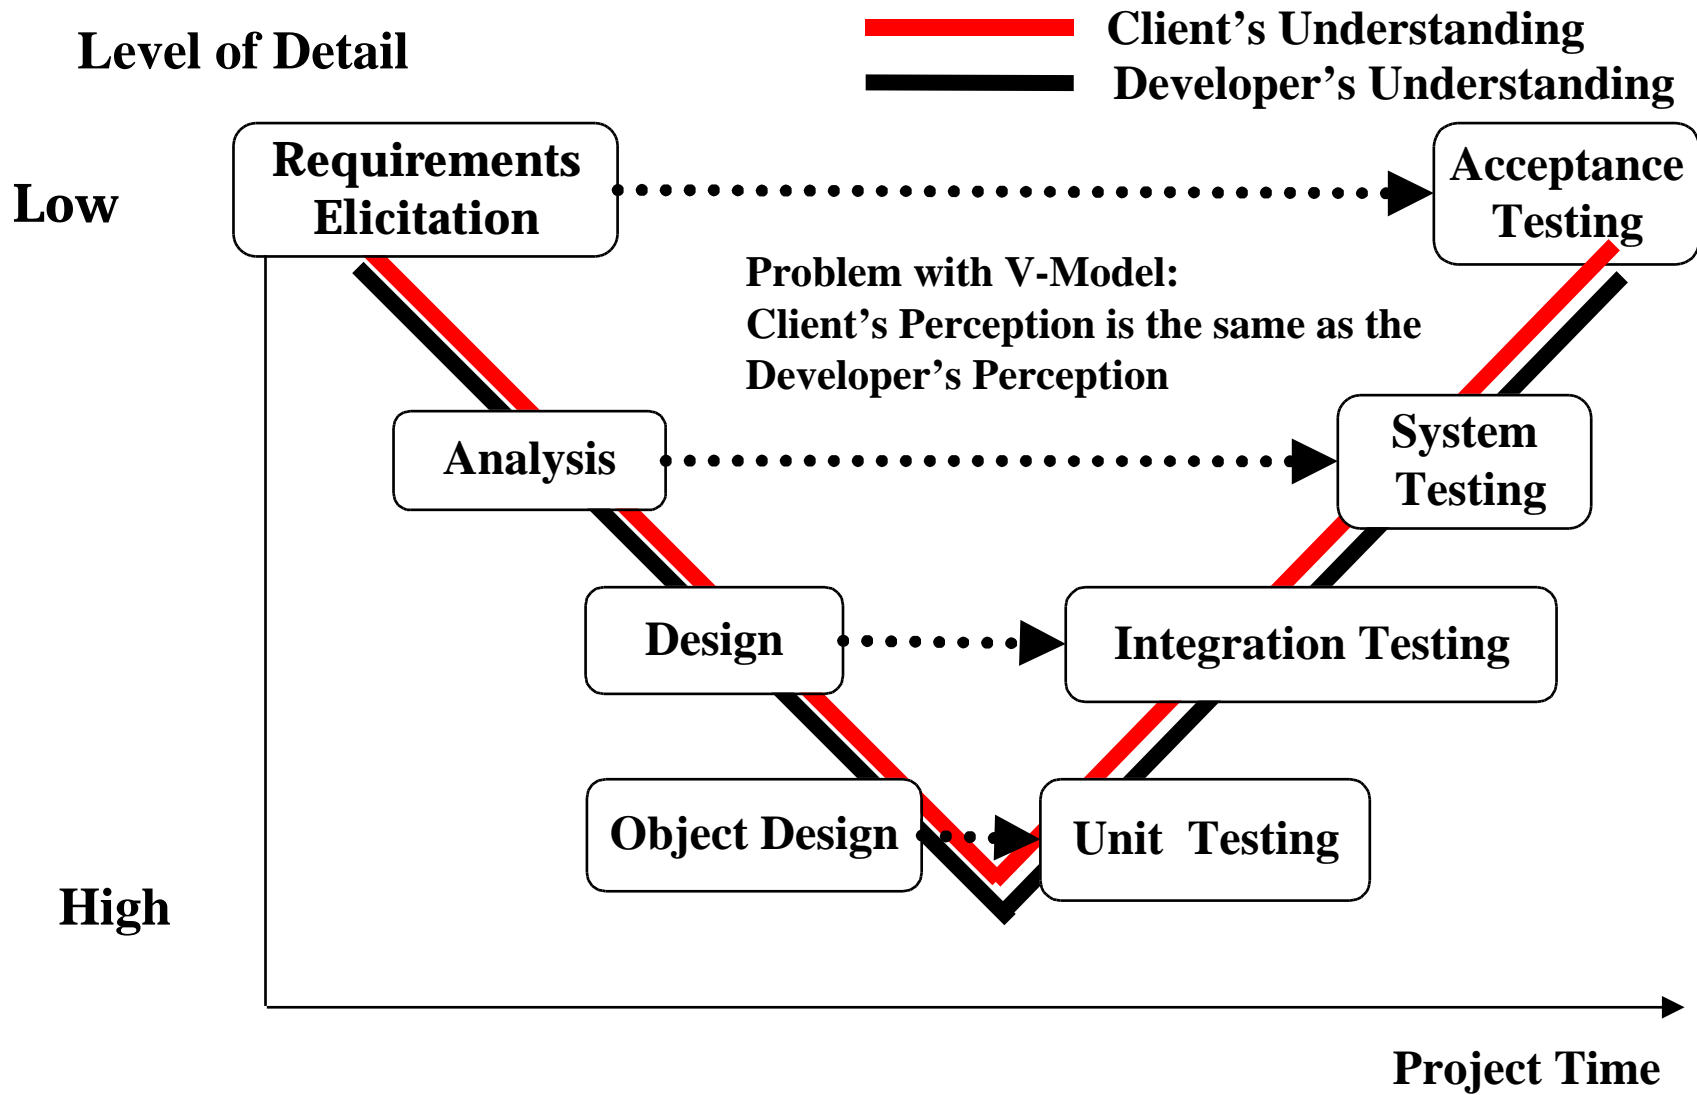 Level of Detail
Client’s Understanding
Developer’s Understanding
Low
Requirements
Elicitation
Acceptance
Testing
Problem with V-Model:
Client’s Perception is the same as the
Developer’s Perception
Analysis
System
Testing
Design
Integration Testing
Object Design
Unit Testing
High
Project Time